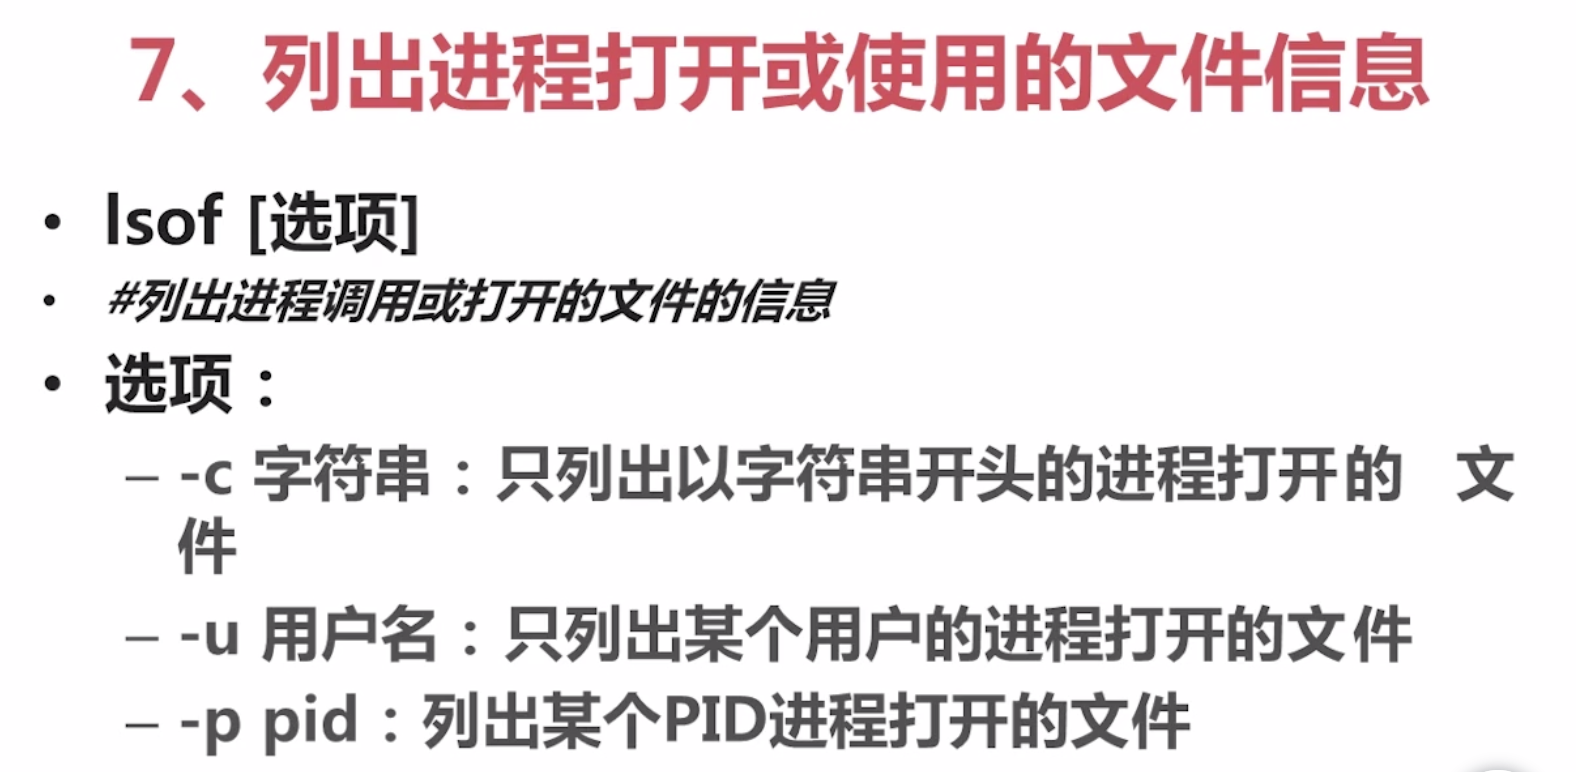 7、列出进程打开或使用的文件信息
• lsof [选项]
• #列出进程调用或打开的文件的信息
• 选项：
– -c 字符串：只列出以字符串开头的进程打开的 文
件
– -u 用户名：只列出某个用户的进程打开的文件
– -p pid：列出某个PID进程打开的文件